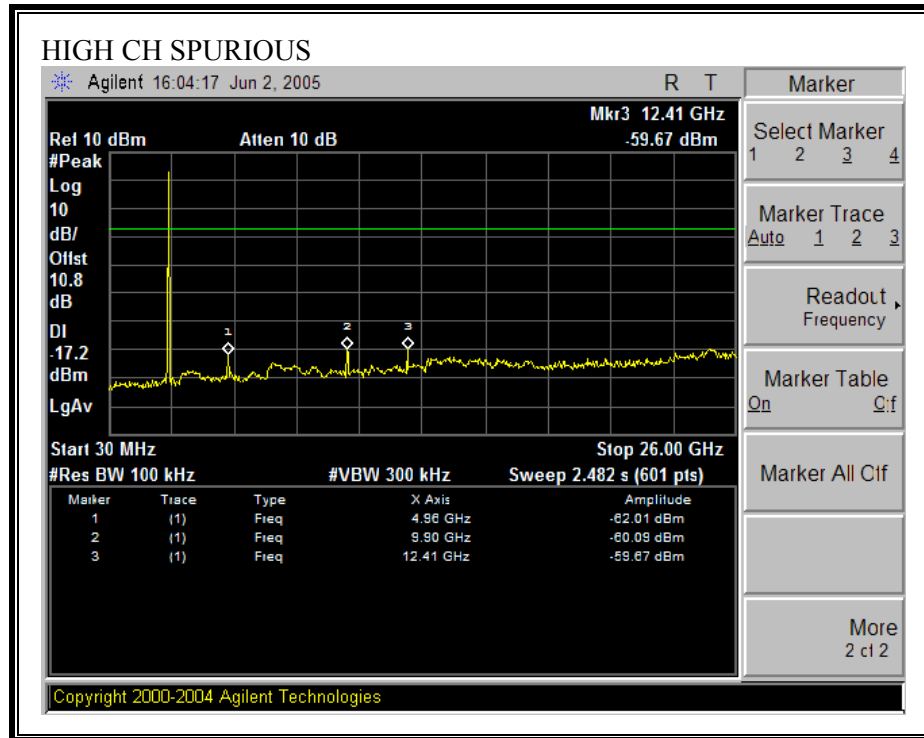 HIGH CH SPURIOUS
Agilent 16:04:17 Jun 2, 2005 R T
Mkr3 12.41 GHz
Ref 10 dBm Atten 10 dB -59.67 dBm
#Peak
Log
10
dB/
Offst
10.8
dB
DI
-17.2
dBm
LgAv
1 2 3
Start 30 MHz Stop 26.00 GHz
#Res BW 100 kHz #VBW 300 kHz Sweep 2.482 s (601 pts)
Marker Trace Type X Axis Amplitude
1 (1) Freq 4.96 GHz -62.01 dBm
2 (1) Freq 9.90 GHz -60.09 dBm
3 (1) Freq 12.41 GHz -59.67 dBm
Copyright 2000-2004 Agilent Technologies
Marker
Select Marker
1 2 3 4
Marker Trace
Auto 1 2 3
Readout
Frequency
Marker Table
On Off
Marker All Off
More
2 of 2